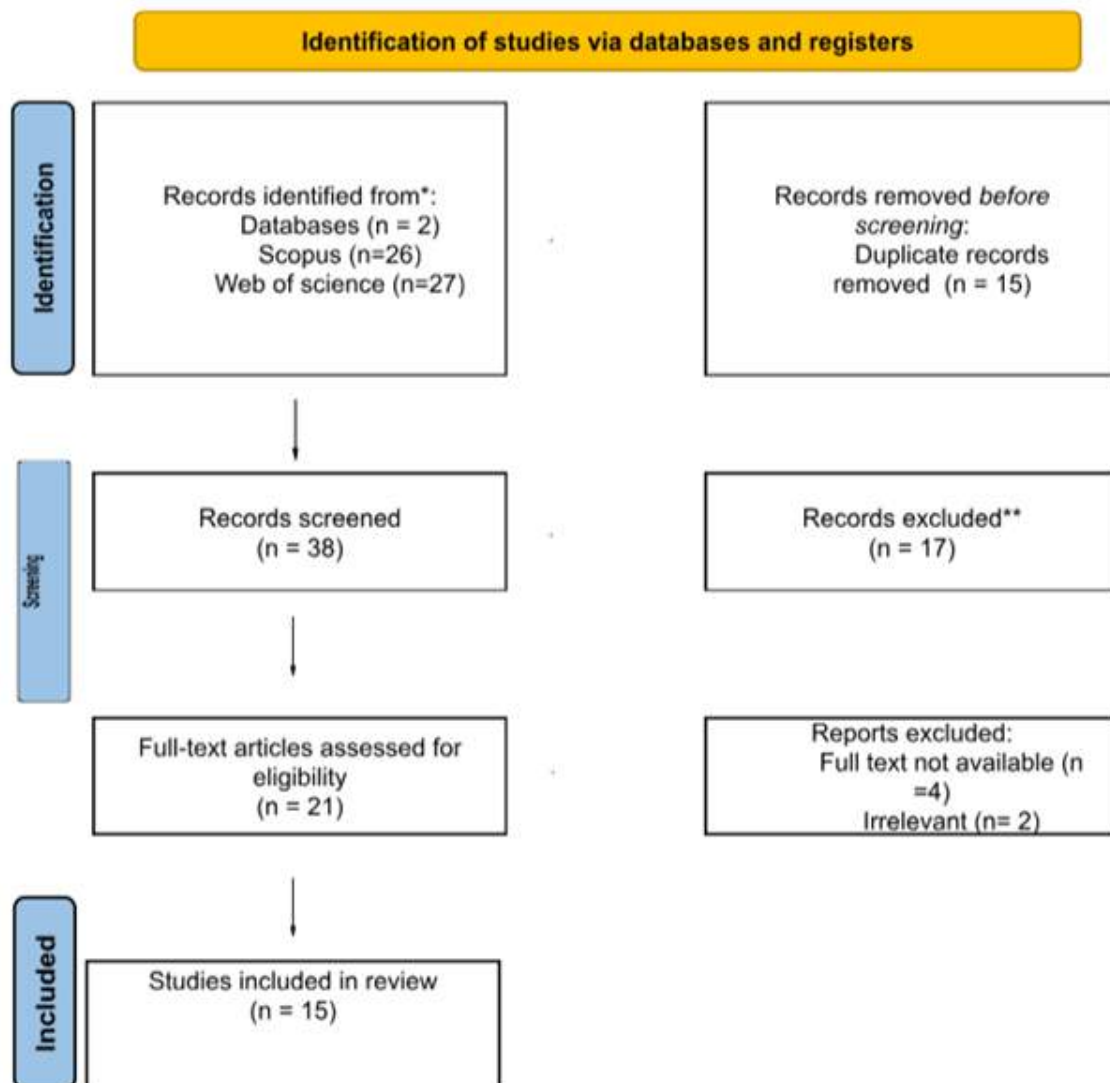 Identification of studies via databases and registers
Identification
Records identified from*:
Databases (n = 2)
Scopus (n=26)
Web of science (n=27)
Records removed before
screening:
Duplicate records
removed (n = 15)
Screening
Records screened
(n = 38)
Records excluded**
(n = 17)
Full-text articles assessed for
eligibility
(n = 21)
Reports excluded:
Full text not available (n
=4)
Irrelevant (n= 2)
Included
Studies included in review
(n = 15)